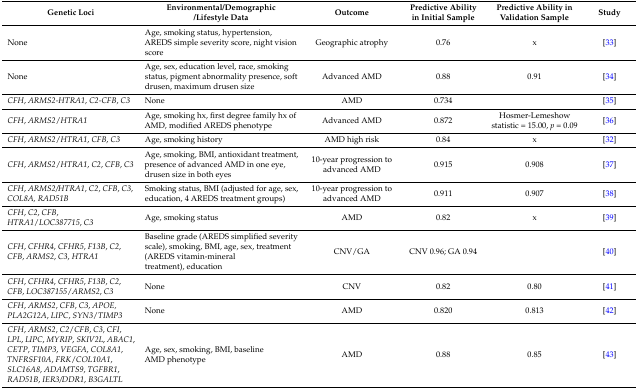 Genetic Loci | Environmental/Demographic /Lifestyle Data | Outcome | Predictive Ability in Initial Sample | Predictive Ability in Validation Sample | Study
None | Age, smoking status, hypertension, AREDS simple severity score, night vision score | Geographic atrophy | 0.76 | x | [33]
None | Age, sex, education level, race, smoking status, pigment abnormality presence, soft drusen, maximum drusen size | Advanced AMD | 0.88 | 0.91 | [34]
CFH, ARMS2-HTRA1, C2-CFB, C3 | None | AMD | 0.734 | | [35]
CFH, ARMS2/HTRA1 | Age, smoking hx, first degree family hx of AMD, modified AREDS phenotype | Advanced AMD | 0.872 | Hosmer-Lemeshow statistic = 15.00, p = 0.09 | [36]
CFH, ARMS2/HTRA1, CFB, C3 | Age, smoking history | AMD high risk | 0.84 | x | [32]
CFH, ARMS2/HTRA1, C2, CFB, C3 | Age, smoking, BMI, antioxidant treatment, presence of advanced AMD in one eye, drusen size in both eyes | 10-year progression to advanced AMD | 0.915 | 0.908 | [37]
CFH, ARMS2/HTRA1, C2, CFB, C3, COL8A, RAD51B | Smoking status, BMI (adjusted for age, sex, education, 4 AREDS treatment groups) | 10-year progression to advanced AMD | 0.911 | 0.907 | [38]
CFH, C2, CFB, HTRA1/LOC387715, C3 | Age, smoking status | AMD | 0.82 | x | [39]
CFH, CFHR4, CFHR5, F13B, C2, CFB, ARMS2, C3, HTRA1 | Baseline grade (AREDS simplified severity scale), smoking, BMI, age, sex, treatment (AREDS vitamin-mineral treatment), education | CNV/GA | CNV 0.96; GA 0.94 | | [40]
CFH, CFHR4, CFHR5, F13B, C2, CFB, LOC387155/ARMS2, C3 | None | CNV | 0.82 | 0.80 | [41]
CFH, ARMS2, CFB, C3, APOE, PLA2G12A, LIPC, SYN3/TIMP3 | None | AMD | 0.820 | 0.813 | [42]
CFH, ARMS2, C2/CFB, C3, CFI, LPL, LIPC, MYRIP, SKIV2L, ABAC1, CETP, TIMP3, VEGFA, COL8A1, TNFRSF10A, FRK/COL10A1, SLC16A8, ADAMTS9, TGFBR1, RAD51B, IER3/DDR1, B3GALTL | Age, sex, smoking, BMI, baseline AMD phenotype | AMD | 0.88 | 0.85 | [43]